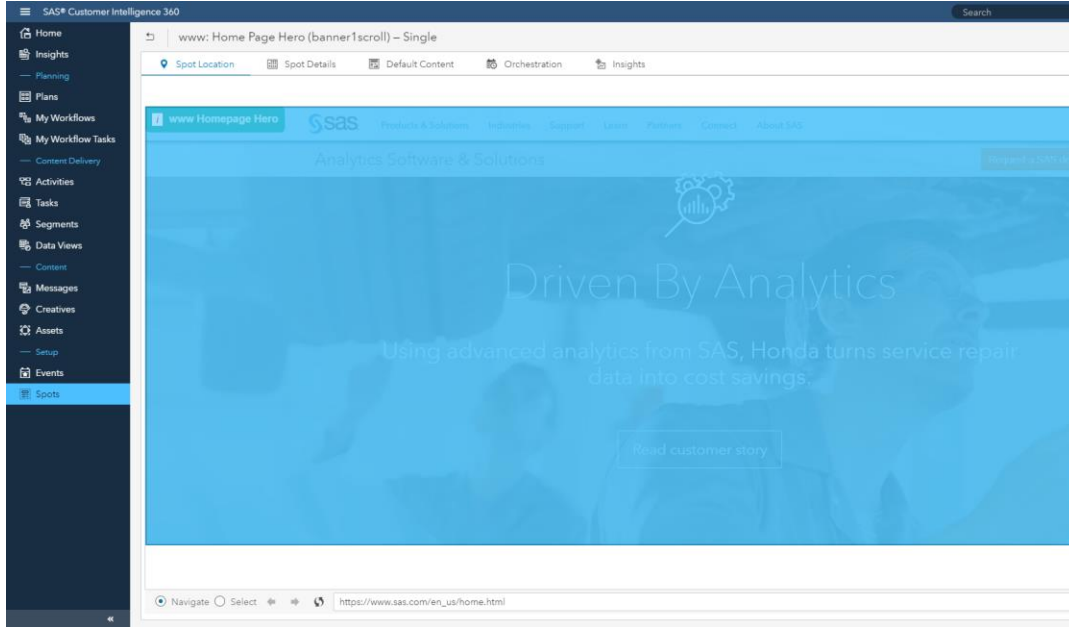 SAS® Customer Intelligence 360
Search
Home
Insights
Planning
Plans
My Workflows
My Workflow Tasks
Content Delivery
Activities
Tasks
Segments
Data Views
Content
Messages
Creatives
Assets
Setup
Events
Spots
www: Home Page Hero (banner1scroll) – Single
Spot Location Spot Details Default Content Orchestration Insights
i www Homepage Hero
sas Products & Solutions Industries Support Learn Partners Connect About SAS
Analytics Software & Solutions
Request a SAS
Driven By Analytics
Using advanced analytics from SAS, Honda turns service repair
data into cost savings.
Read customer story
Navigate Select https://www.sas.com/en_us/home.html